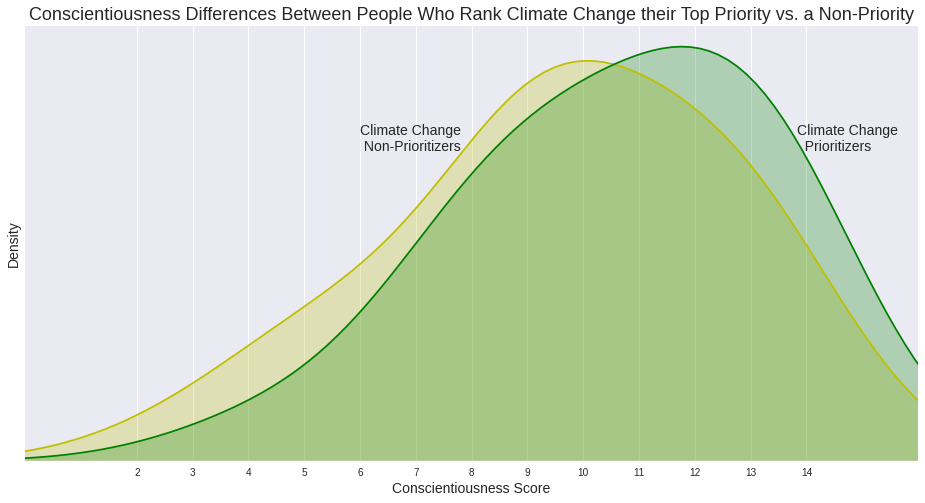 Conscientiousness Differences Between People Who Rank Climate Change their Top Priority vs. a Non-Priority
Climate Change
Non-Prioritizers
Climate Change
Prioritizers
Density
2 3 4 5 6 7 8 9 10 11 12 13 14
Conscientiousness Score